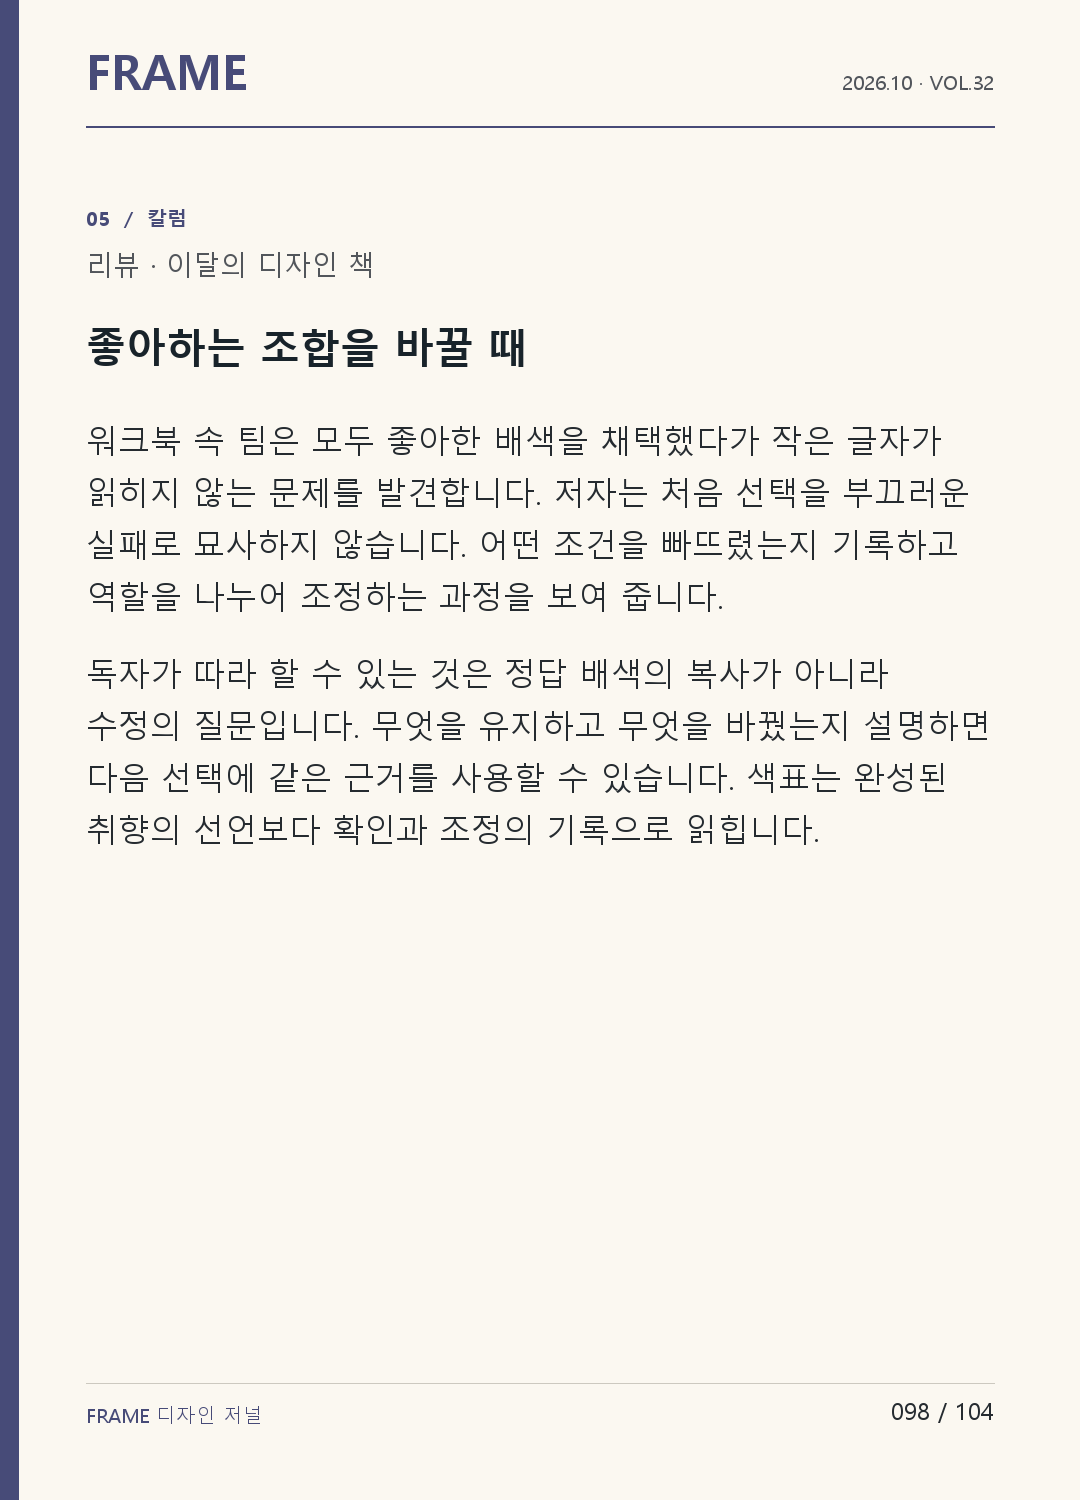 FRAME
2026.10 · VOL.32
05 / 칼럼
리뷰 · 이달의 디자인 책
좋아하는 조합을 바꿀 때
워크북 속 팀은 모두 좋아한 배색을 채택했다가 작은 글자가
읽히지 않는 문제를 발견합니다. 저자는 처음 선택을 부끄러운
실패로 묘사하지 않습니다. 어떤 조건을 빠뜨렸는지 기록하고
역할을 나누어 조정하는 과정을 보여 줍니다.
독자가 따라 할 수 있는 것은 정답 배색의 복사가 아니라
수정의 질문입니다. 무엇을 유지하고 무엇을 바꿨는지 설명하면
다음 선택에 같은 근거를 사용할 수 있습니다. 색표는 완성된
취향의 선언보다 확인과 조정의 기록으로 읽힙니다.
FRAME 디자인 저널
098 / 104